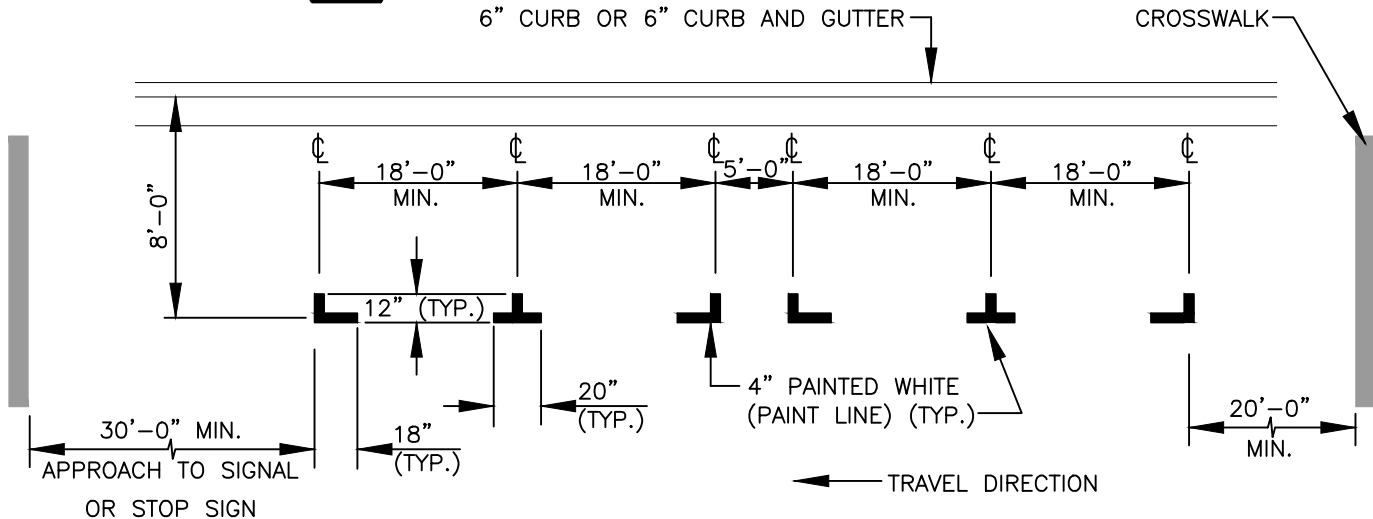 6" CURB OR 6" CURB AND GUTTER
CROSSWALK
℄ ℄ ℄ ℄ ℄ ℄
18'-0" 18'-0" 5'-0" 18'-0" 18'-0"
MIN. MIN. MIN. MIN.
8'-0"
12" (TYP.)
20"
(TYP.)
4" PAINTED WHITE
(PAINT LINE) (TYP.)
30'-0" MIN.
APPROACH TO SIGNAL
OR STOP SIGN
18"
(TYP.)
20'-0"
MIN.
TRAVEL DIRECTION